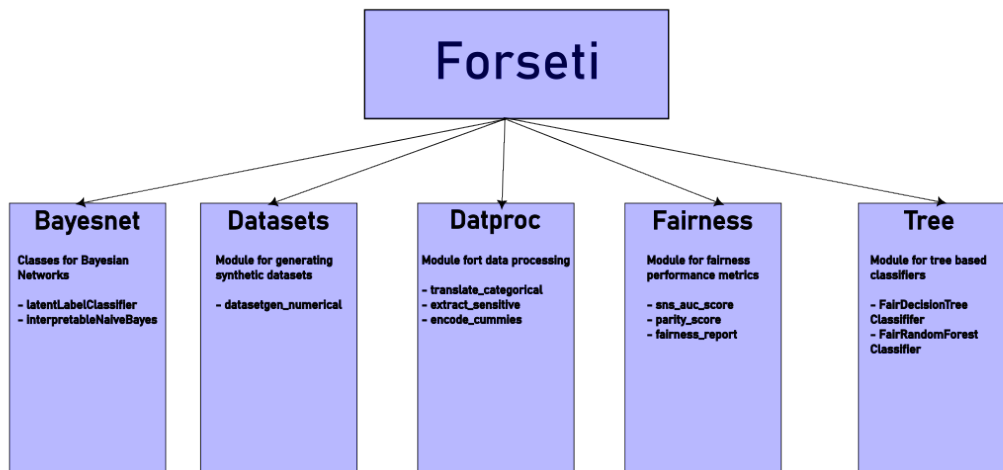 Forseti
Bayesnet
Classes for Bayesian
Networks
- latentLabelClassifier
- interpretableNaiveBayes
Datasets
Module for generating
synthetic datasets
- datasetgen_numerical
Datproc
Module fort data processing
- translate_categorical
- extract_sensitive
- encode_cummies
Fairness
Module for fairness
performance metrics
- sns_auc_score
- parity_score
- fairness_report
Tree
Module for tree based
classifiers
- FairDecisionTree
Classififer
- FairRandomForest
Classifier